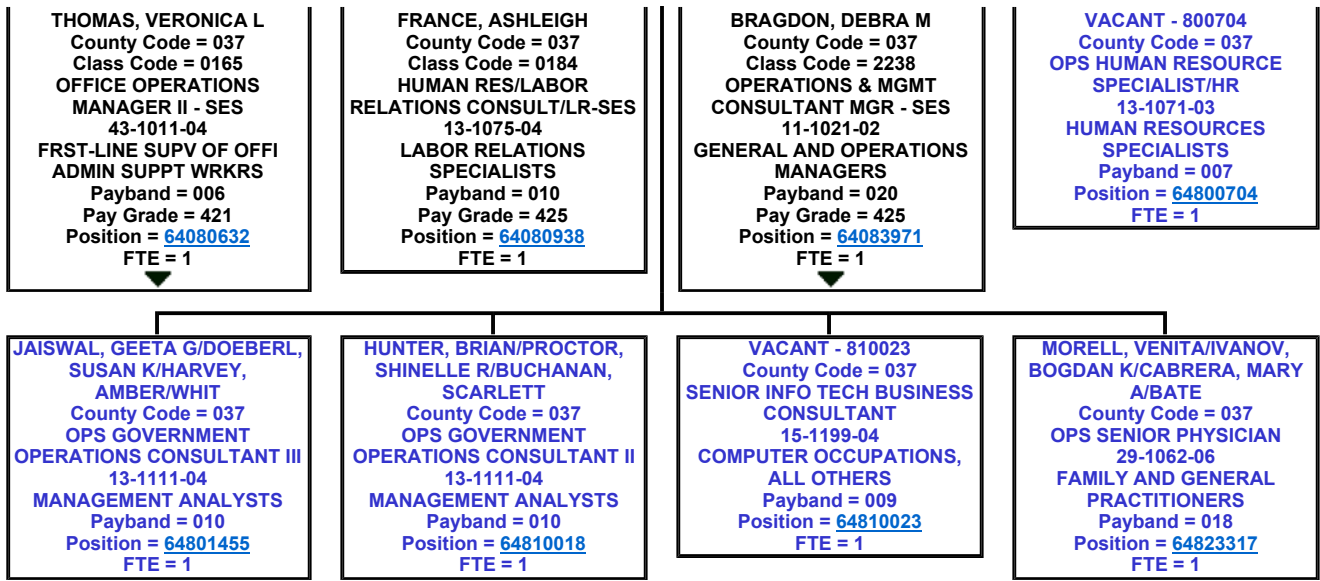 THOMAS, VERONICA L
County Code = 037
Class Code = 0165
OFFICE OPERATIONS
MANAGER II - SES
43-1011-04
FRST-LINE SUPV OF OFFI
ADMIN SUPPT WRKRS
Payband = 006
Pay Grade = 421
Position = 64080632
FTE = 1
FRANCE, ASHLEIGH
County Code = 037
Class Code = 0184
HUMAN RES/LABOR
RELATIONS CONSULT/LR-SES
13-1075-04
LABOR RELATIONS
SPECIALISTS
Payband = 010
Pay Grade = 425
Position = 64080938
FTE = 1
BRAGDON, DEBRA M
County Code = 037
Class Code = 2238
OPERATIONS & MGMT
CONSULTANT MGR - SES
11-1021-02
GENERAL AND OPERATIONS
MANAGERS
Payband = 020
Pay Grade = 425
Position = 64083971
FTE = 1
VACANT - 800704
County Code = 037
OPS HUMAN RESOURCE
SPECIALIST/HR
13-1071-03
HUMAN RESOURCES
SPECIALISTS
Payband = 007
Position = 64800704
FTE = 1
JAISWAL, GEETA G/DOEBERL,
SUSAN K/HARVEY,
AMBER/WHIT
County Code = 037
OPS GOVERNMENT
OPERATIONS CONSULTANT III
13-1111-04
MANAGEMENT ANALYSTS
Payband = 010
Position = 64801455
FTE = 1
HUNTER, BRIAN/PROCTOR,
SHINELLE R/BUCHANAN,
SCARLETT
County Code = 037
OPS GOVERNMENT
OPERATIONS CONSULTANT II
13-1111-04
MANAGEMENT ANALYSTS
Payband = 010
Position = 64810018
FTE = 1
VACANT - 810023
County Code = 037
SENIOR INFO TECH BUSINESS
CONSULTANT
15-1199-04
COMPUTER OCCUPATIONS,
ALL OTHERS
Payband = 009
Position = 64810023
FTE = 1
MORELL, VENITA/IVANOV,
BOGDAN K/CABRERA, MARY
A/BATE
County Code = 037
OPS SENIOR PHYSICIAN
29-1062-06
FAMILY AND GENERAL
PRACTITIONERS
Payband = 018
Position = 64823317
FTE = 1